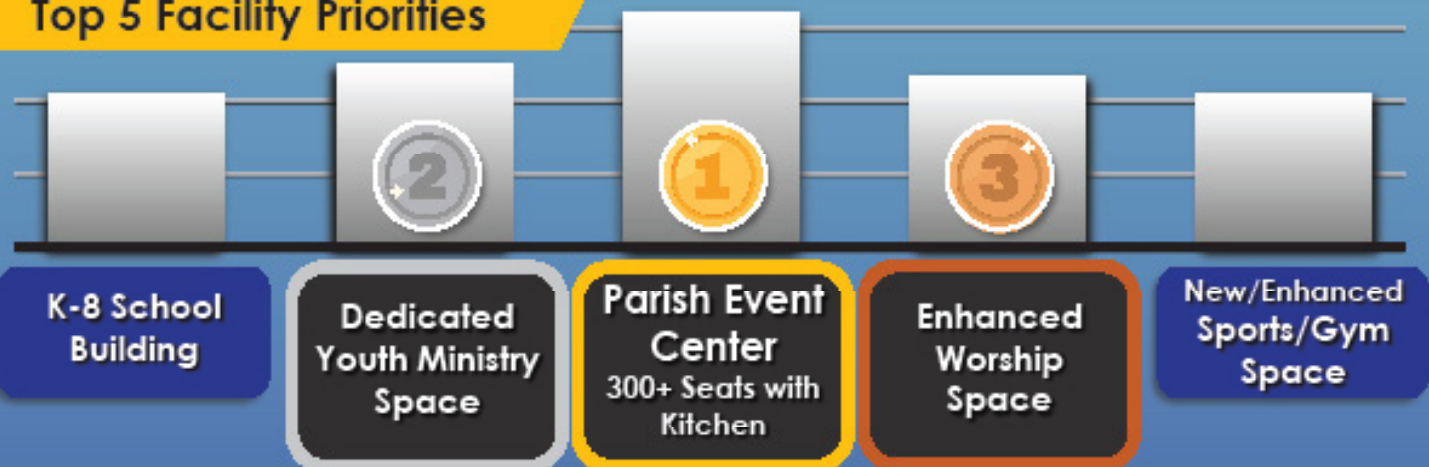 Top 5 Facility Priorities
2
1
3
K-8 School
Building
Dedicated
Youth Ministry
Space
Parish Event
Center
300+ Seats with
Kitchen
Enhanced
Worship
Space
New/Enhanced
Sports/Gym
Space